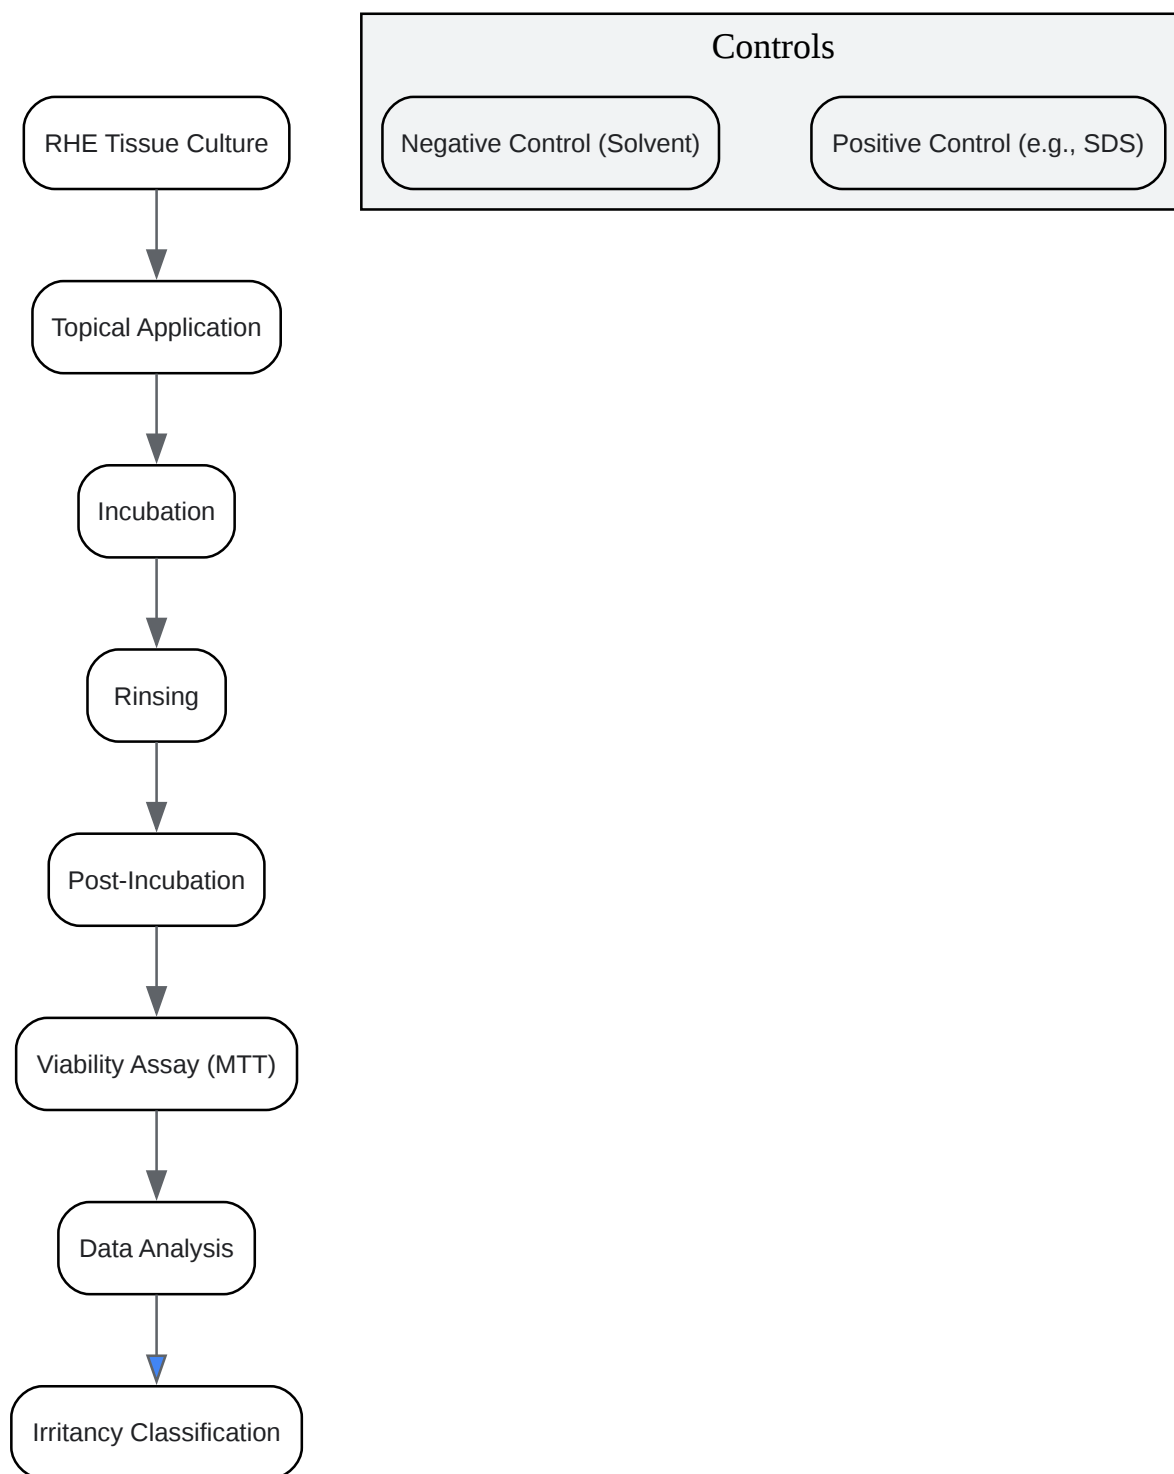 Controls
RHE Tissue Culture
Negative Control (Solvent)
Positive Control (e.g., SDS)
Topical Application
Incubation
Rinsing
Post-Incubation
Viability Assay (MTT)
Data Analysis
Irritancy Classification